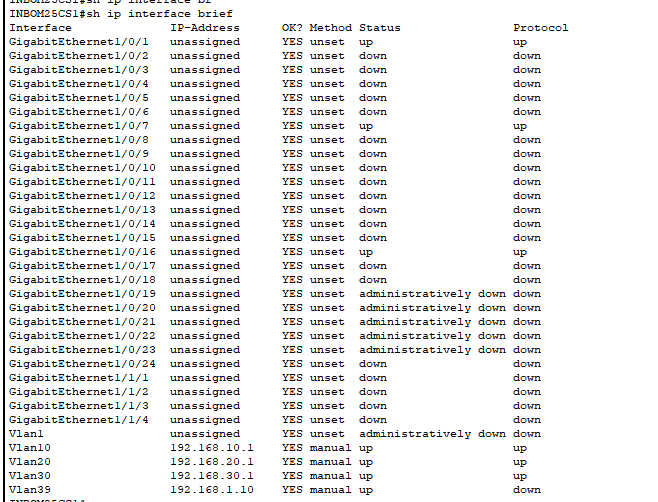 INBOM25CS1#sh ip interface br
INBOM25CS1#sh ip interface brief
Interface IP-Address OK? Method Status Protocol
GigabitEthernet1/0/1 unassigned YES unset up up
GigabitEthernet1/0/2 unassigned YES unset down down
GigabitEthernet1/0/3 unassigned YES unset down down
GigabitEthernet1/0/4 unassigned YES unset down down
GigabitEthernet1/0/5 unassigned YES unset down down
GigabitEthernet1/0/6 unassigned YES unset down down
GigabitEthernet1/0/7 unassigned YES unset up up
GigabitEthernet1/0/8 unassigned YES unset down down
GigabitEthernet1/0/9 unassigned YES unset down down
GigabitEthernet1/0/10 unassigned YES unset down down
GigabitEthernet1/0/11 unassigned YES unset down down
GigabitEthernet1/0/12 unassigned YES unset down down
GigabitEthernet1/0/13 unassigned YES unset down down
GigabitEthernet1/0/14 unassigned YES unset down down
GigabitEthernet1/0/15 unassigned YES unset down down
GigabitEthernet1/0/16 unassigned YES unset up up
GigabitEthernet1/0/17 unassigned YES unset down down
GigabitEthernet1/0/18 unassigned YES unset down down
GigabitEthernet1/0/19 unassigned YES unset administratively down down
GigabitEthernet1/0/20 unassigned YES unset administratively down down
GigabitEthernet1/0/21 unassigned YES unset administratively down down
GigabitEthernet1/0/22 unassigned YES unset administratively down down
GigabitEthernet1/0/23 unassigned YES unset administratively down down
GigabitEthernet1/0/24 unassigned YES unset down down
GigabitEthernet1/1/1 unassigned YES unset down down
GigabitEthernet1/1/2 unassigned YES unset down down
GigabitEthernet1/1/3 unassigned YES unset down down
GigabitEthernet1/1/4 unassigned YES unset down down
Vlan1 unassigned YES unset administratively down down
Vlan10 192.168.10.1 YES manual up up
Vlan20 192.168.20.1 YES manual up up
Vlan30 192.168.30.1 YES manual up up
Vlan39 192.168.1.10 YES manual up down
INBOM25CS1#